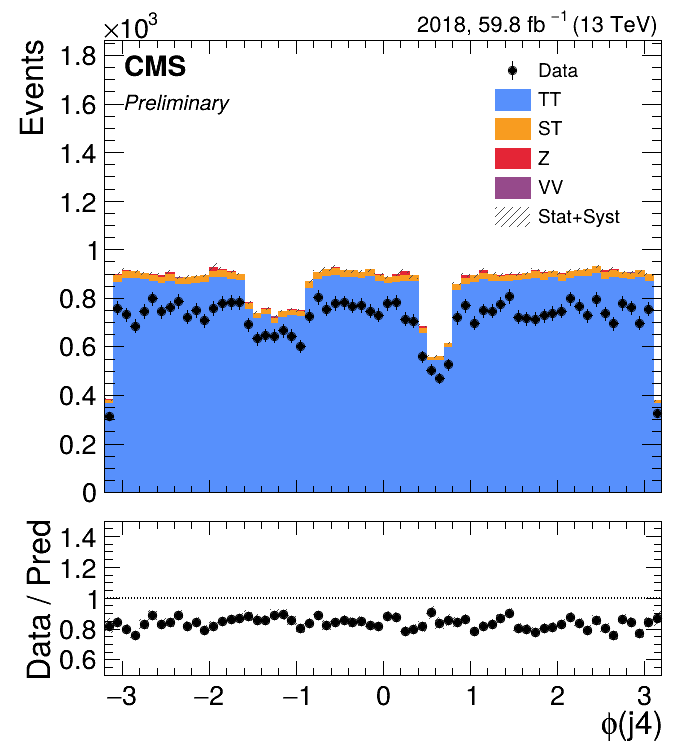 ×10³
2018, 59.8 fb⁻¹ (13 TeV)
CMS
Preliminary
Data
TT
ST
Z
VV
Stat+Syst
Events
1.8
1.6
1.4
1.2
1
0.8
0.6
0.4
0.2
0
Data / Pred
1.4
1.2
1
0.8
0.6
−3 −2 −1 0 1 2 3
ϕ(j4)